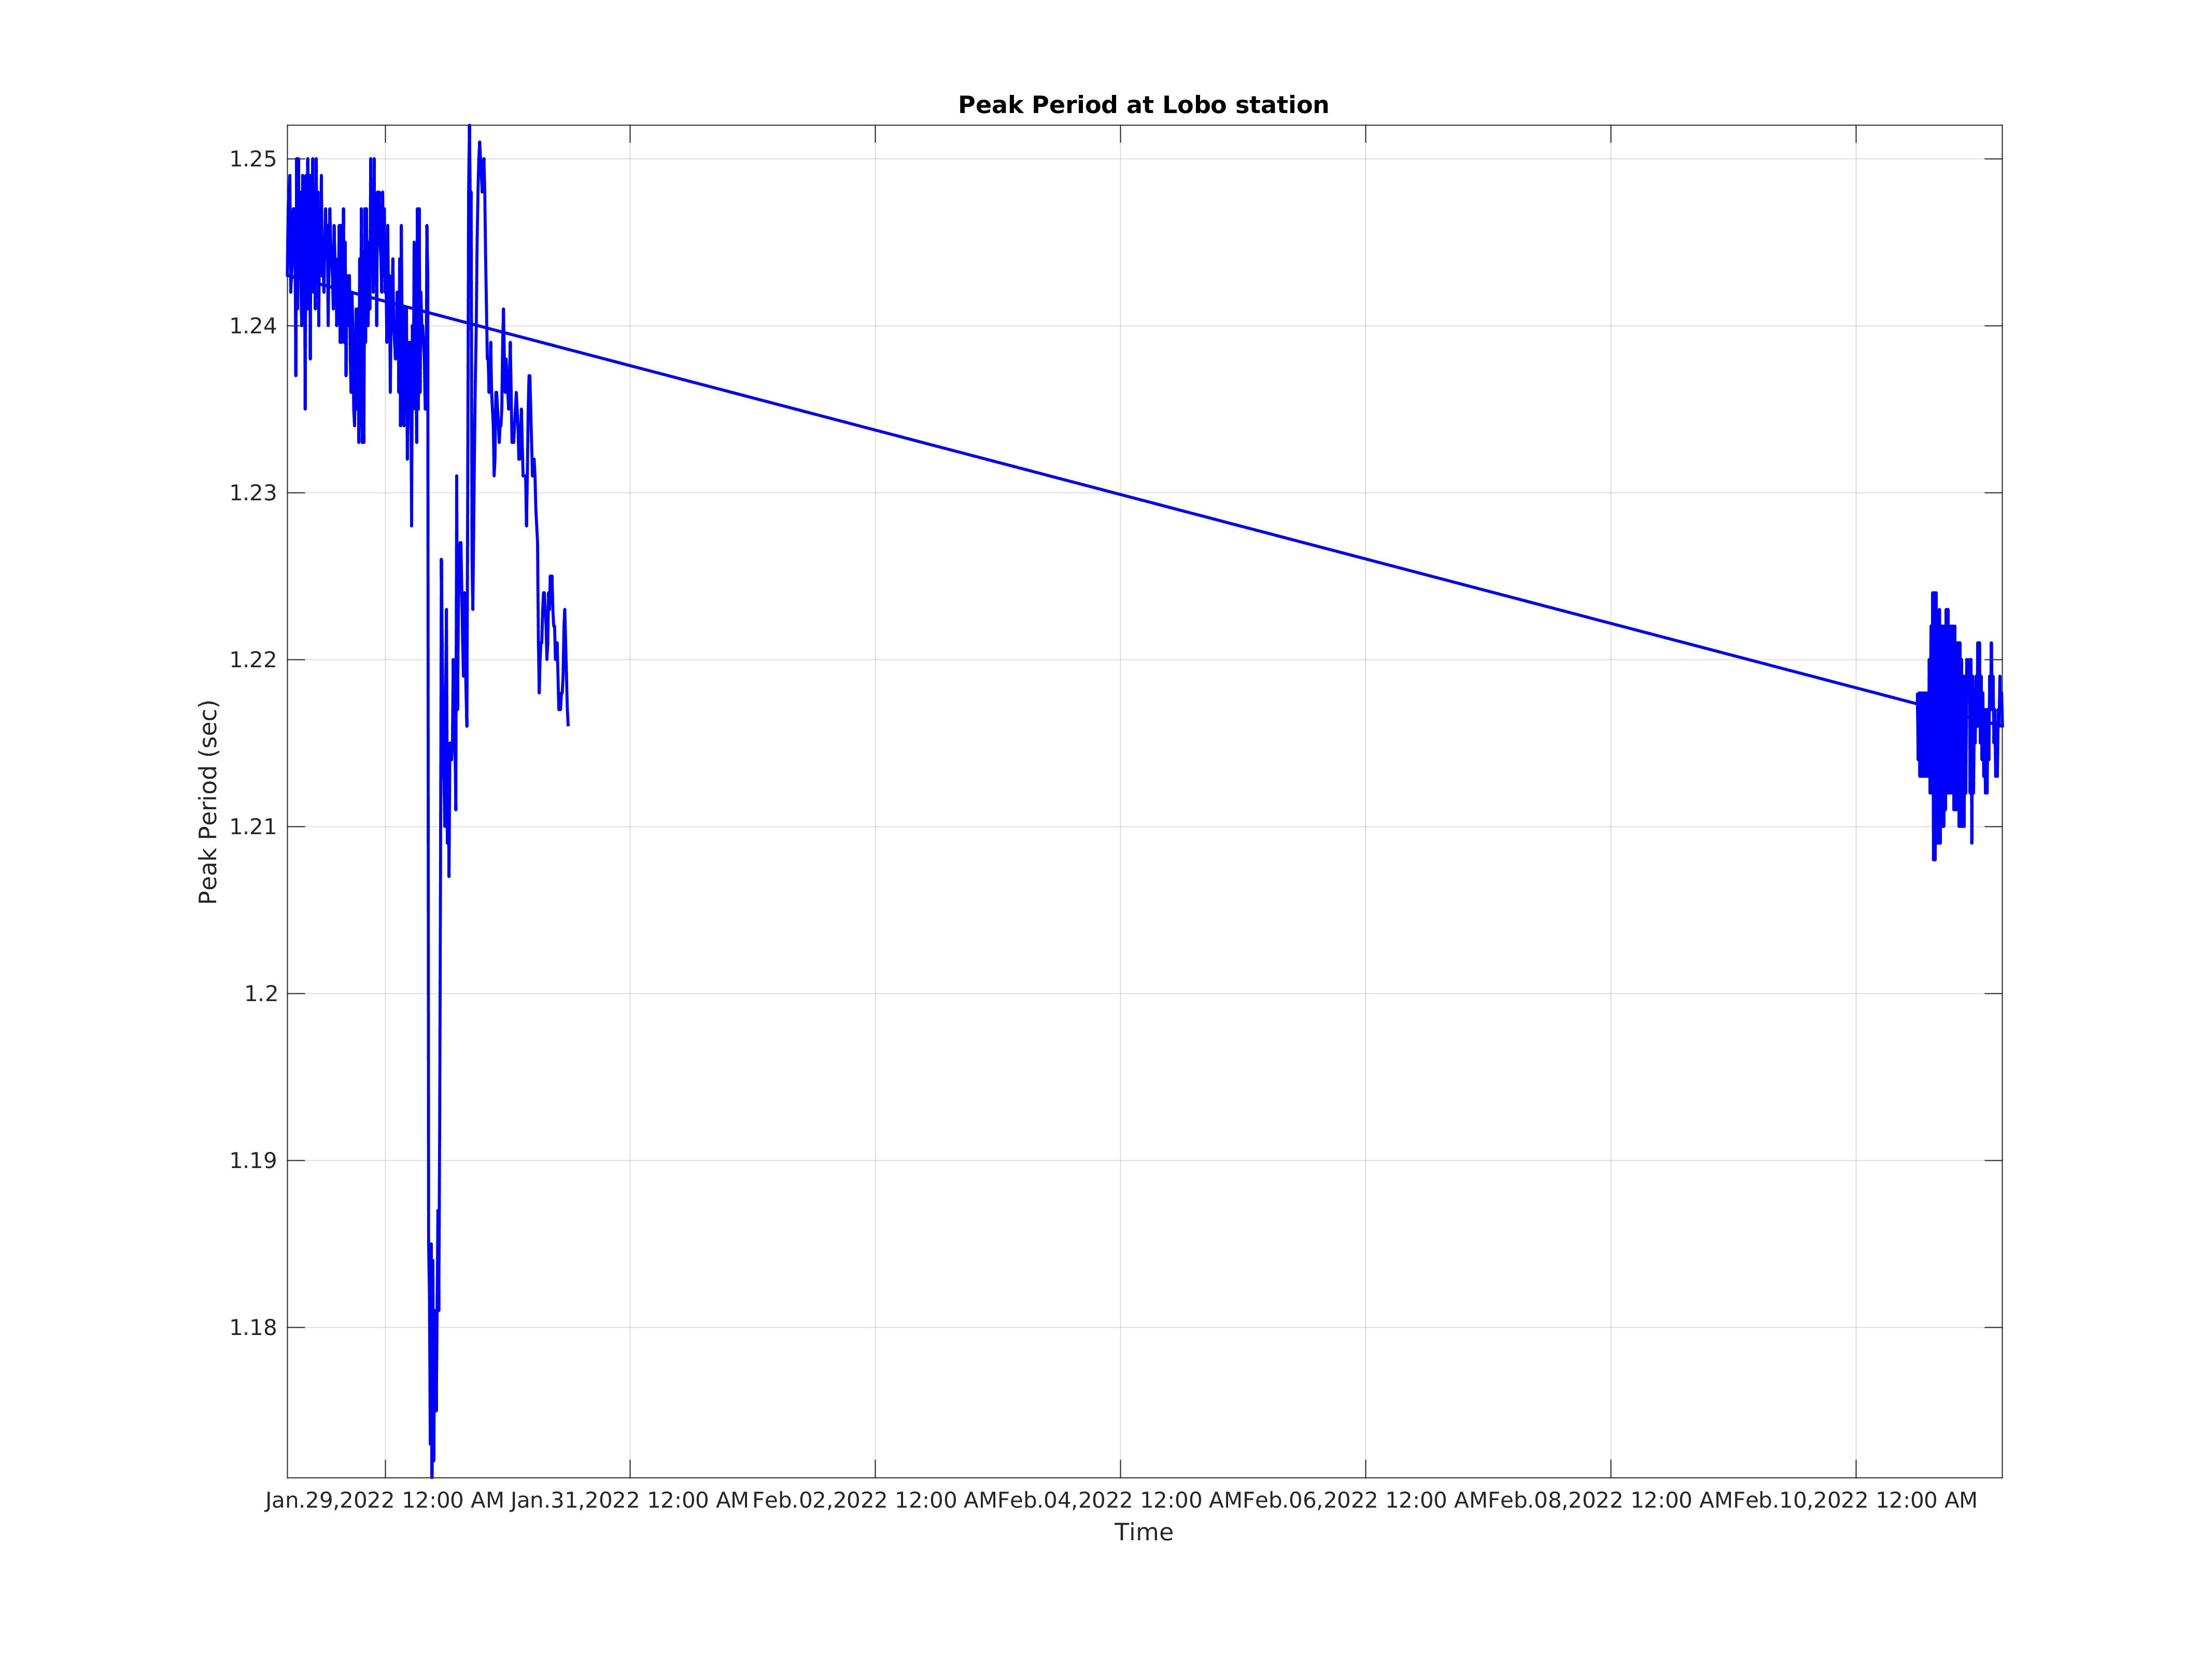 Peak Period at Lobo station
1.25
1.24
1.23
1.22
1.21
1.2
1.19
1.18
Peak Period (sec)
Jan.29,2022 12:00 AM Jan.31,2022 12:00 AM Feb.02,2022 12:00 AM Feb.04,2022 12:00 AM Feb.06,2022 12:00 AM Feb.08,2022 12:00 AM Feb.10,2022 12:00 AM
Time